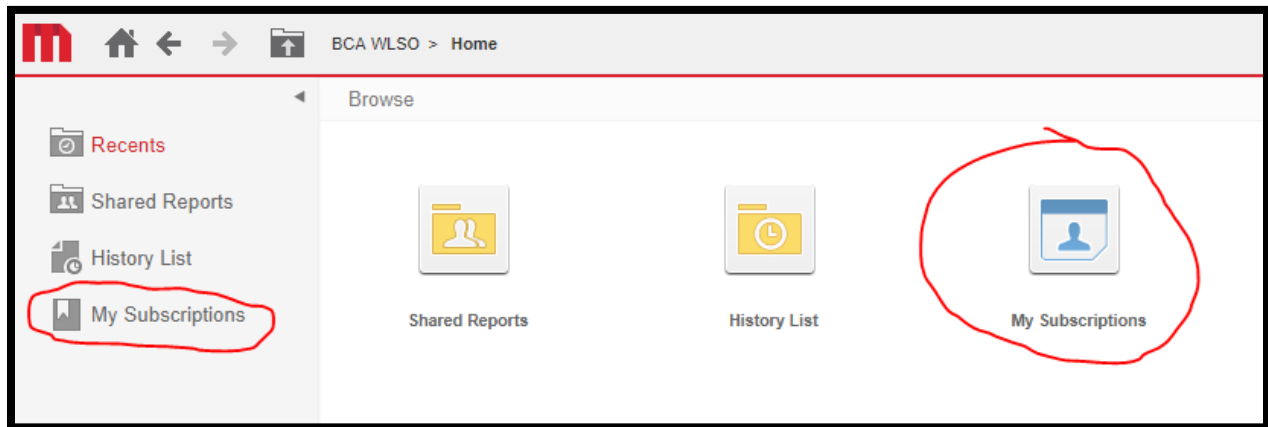 BCA WLSO > Home
Browse
Recents
Shared Reports
History List
My Subscriptions
Shared Reports
History List
My Subscriptions